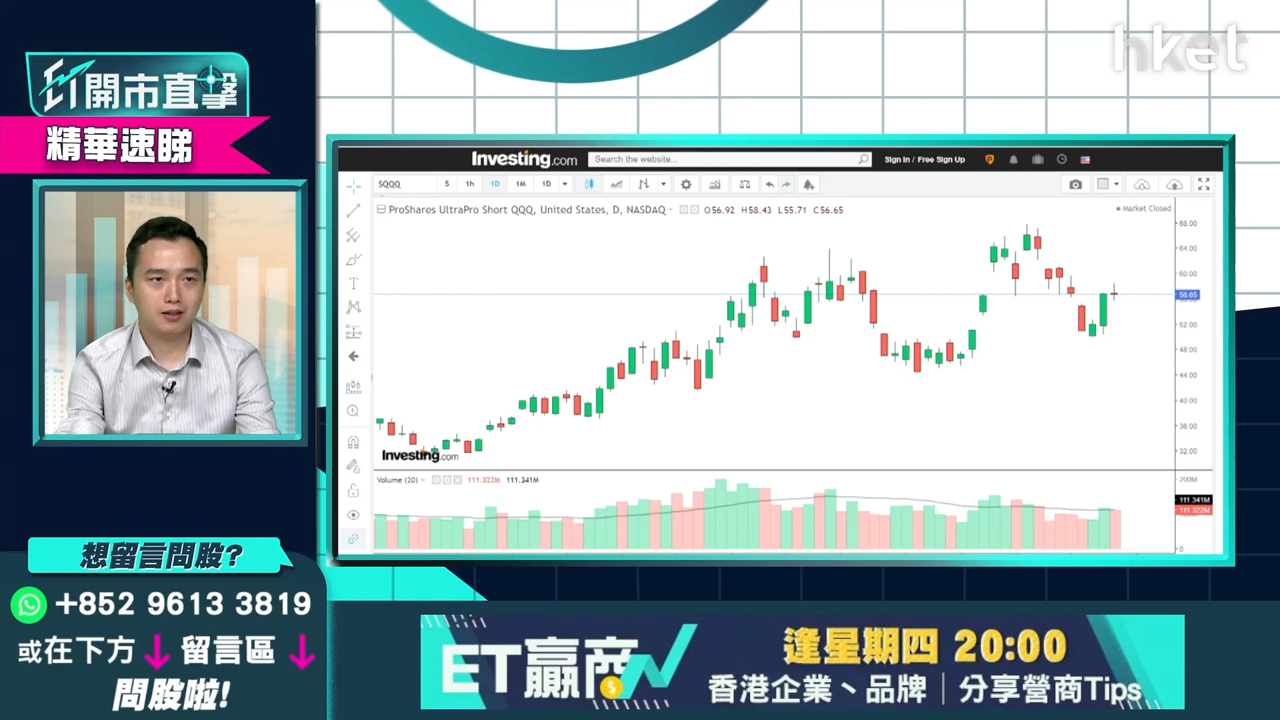 hket
ET開市直擊
精華速睇
Investing.com
Search the website...
Sign In / Free Sign Up
SQQQ
5
1h
1D
1M
1D
ProShares UltraPro Short QQQ, United States, D, NASDAQ
O56.92 H58.43 L55.71 C56.65
Market Closed
68.00
64.00
60.00
56.65
52.00
48.00
44.00
40.00
36.00
32.00
Investing.com
Volume (20)
111.322M
111.341M
200M
111.341M
111.322M
0
想留言問股?
+852 9613 3819
或在下方
留言區
問股啦!
ET贏商
逢星期四 20:00
香港企業、品牌｜分享營商Tips